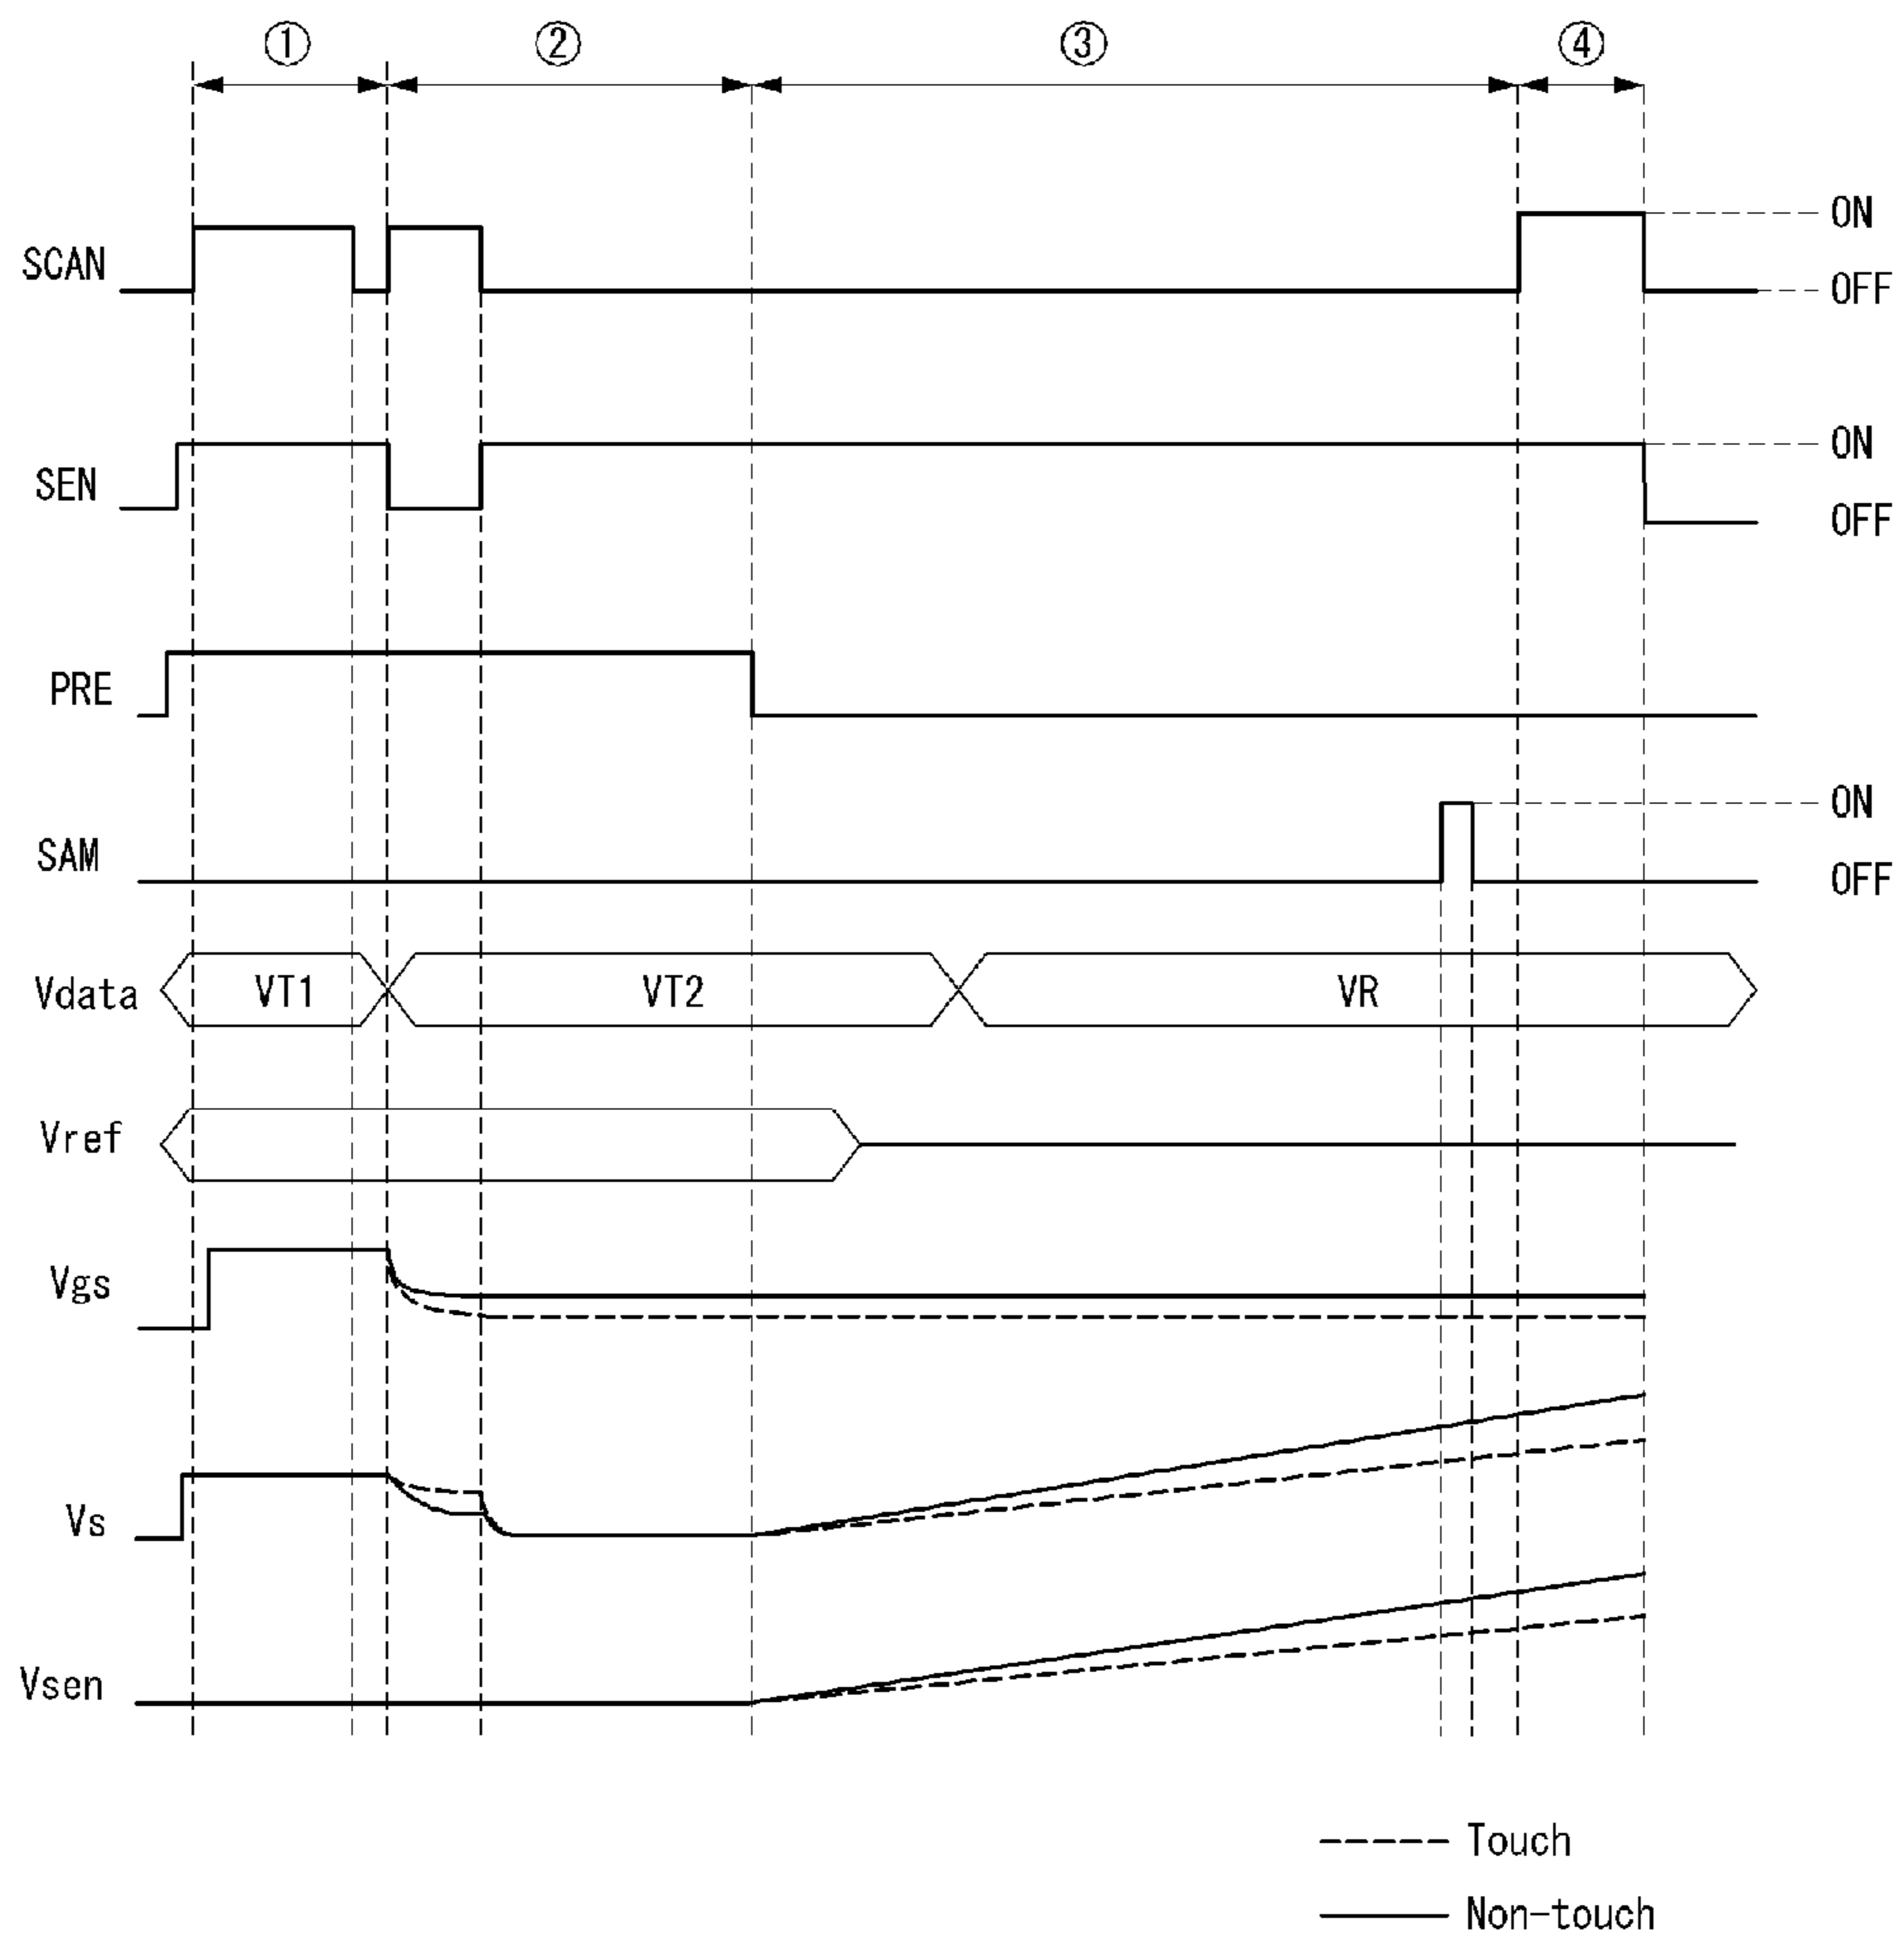 ① ② ③ ④
SCAN ON
OFF
SEN ON
OFF
PRE
SAM ON
OFF
Vdata VT1 VT2 VR
Vref
Vgs
Vs
Vsen
Touch
Non-touch